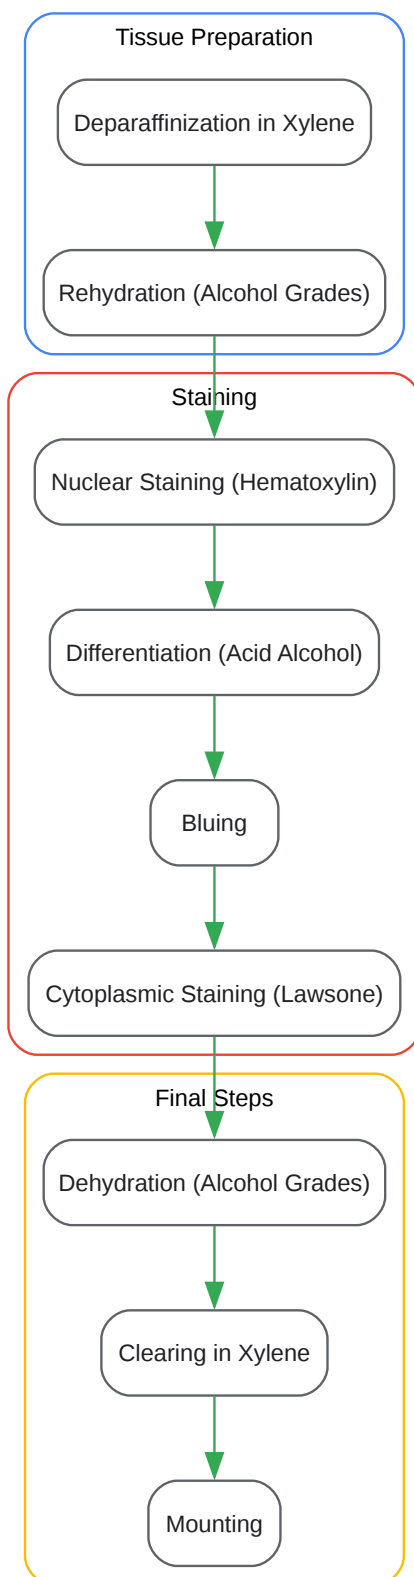 Tissue Preparation
Deparaffinization in Xylene
Rehydration (Alcohol Grades)
Staining
Nuclear Staining (Hematoxylin)
Differentiation (Acid Alcohol)
Bluing
Cytoplasmic Staining (Lawsone)
Final Steps
Dehydration (Alcohol Grades)
Clearing in Xylene
Mounting